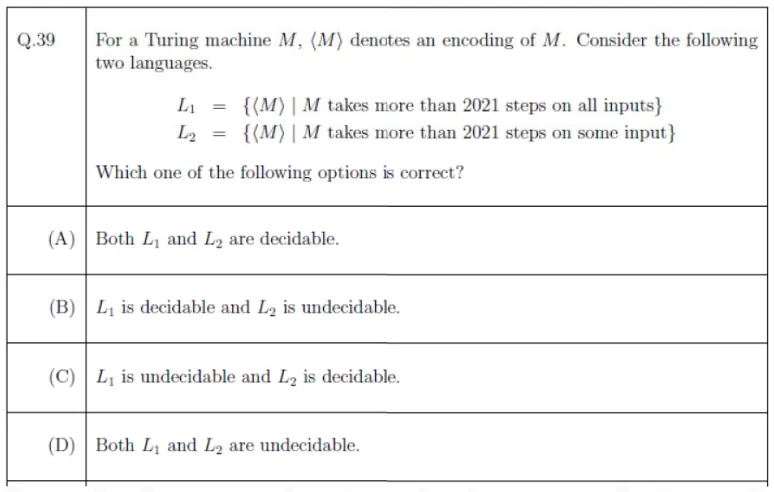 Q.39 For a Turing machine M, ⟨M⟩ denotes an encoding of M. Consider the following
two languages.
L₁ = {⟨M⟩ | M takes more than 2021 steps on all inputs}
L₂ = {⟨M⟩ | M takes more than 2021 steps on some input}
Which one of the following options is correct?
(A) Both L₁ and L₂ are decidable.
(B) L₁ is decidable and L₂ is undecidable.
(C) L₁ is undecidable and L₂ is decidable.
(D) Both L₁ and L₂ are undecidable.